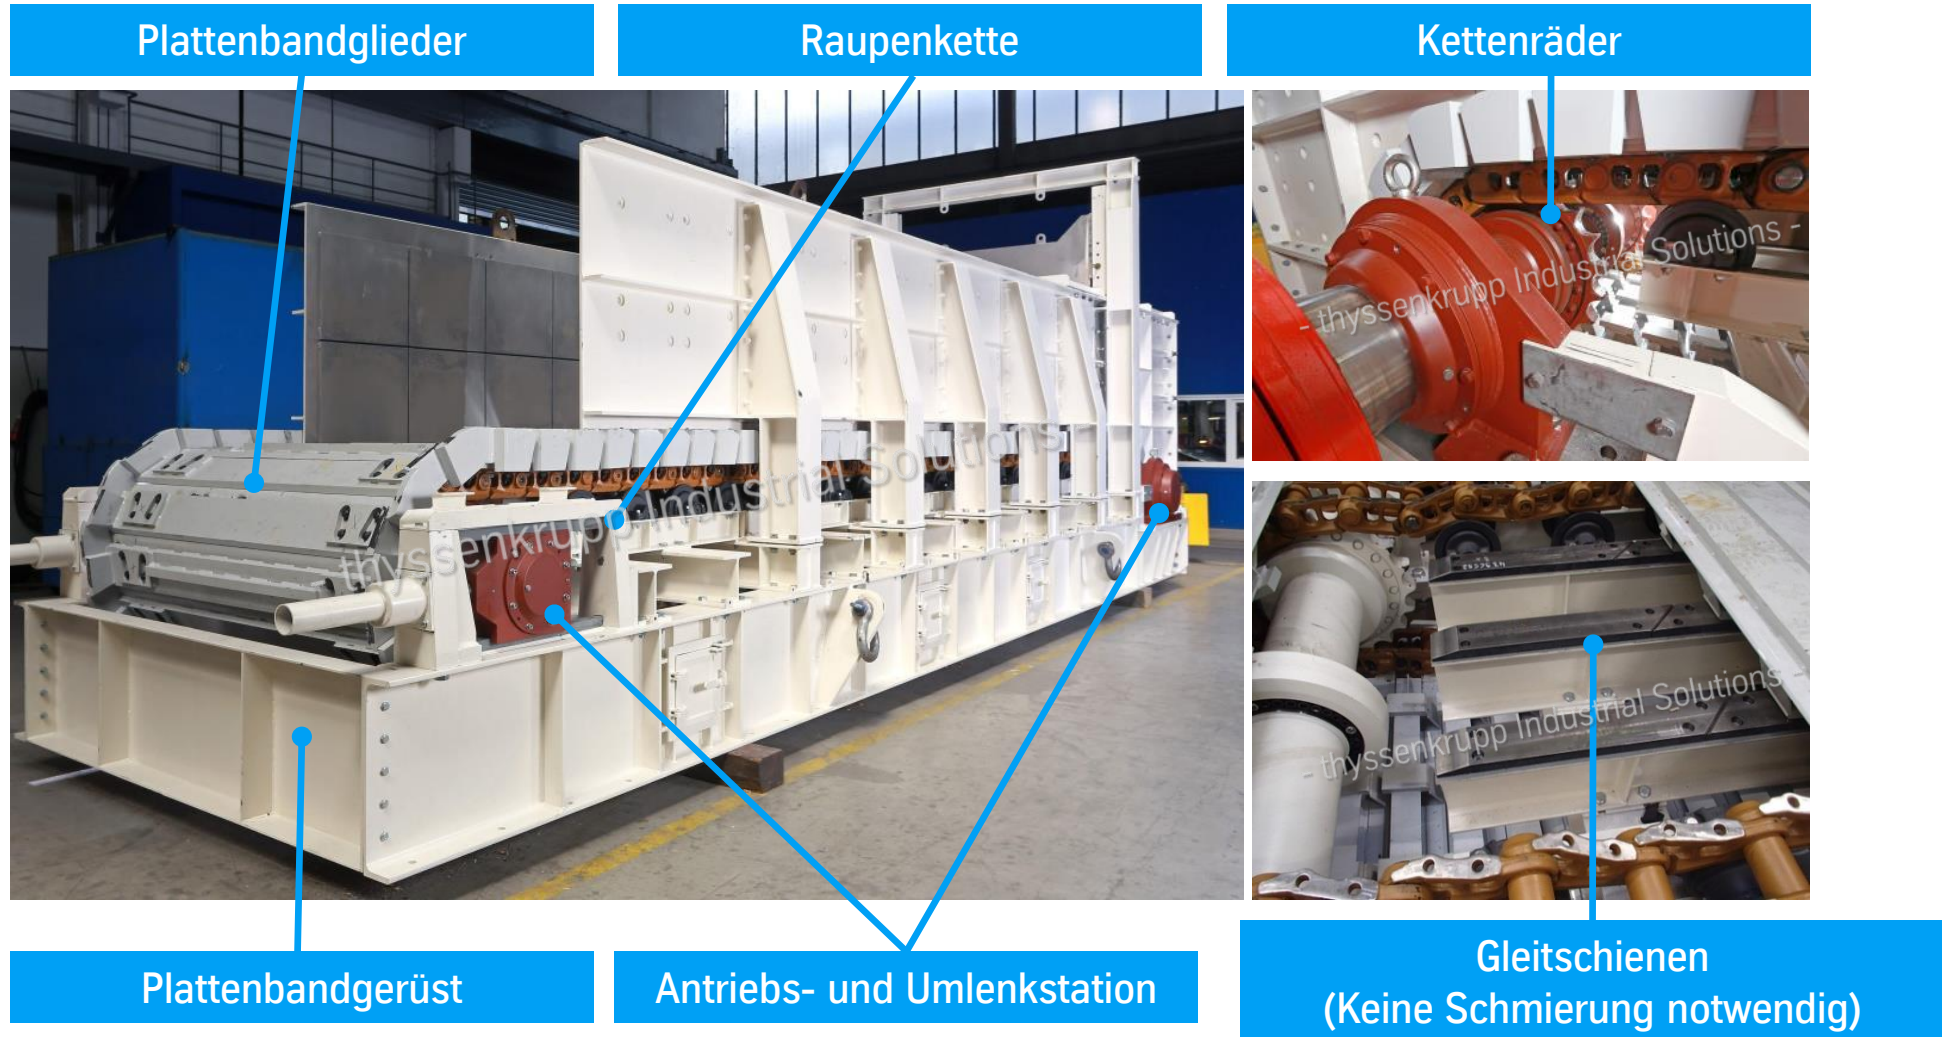 Plattenbandglieder
Raupenkette
Kettenräder
- thyssenkrupp Industrial Solutions -
thyssenkrupp Industrial Solutions -
- thyssenkrupp Industrial Solutions -
Plattenbandgerüst
Antriebs- und Umlenkstation
Gleitschienen
(Keine Schmierung notwendig)